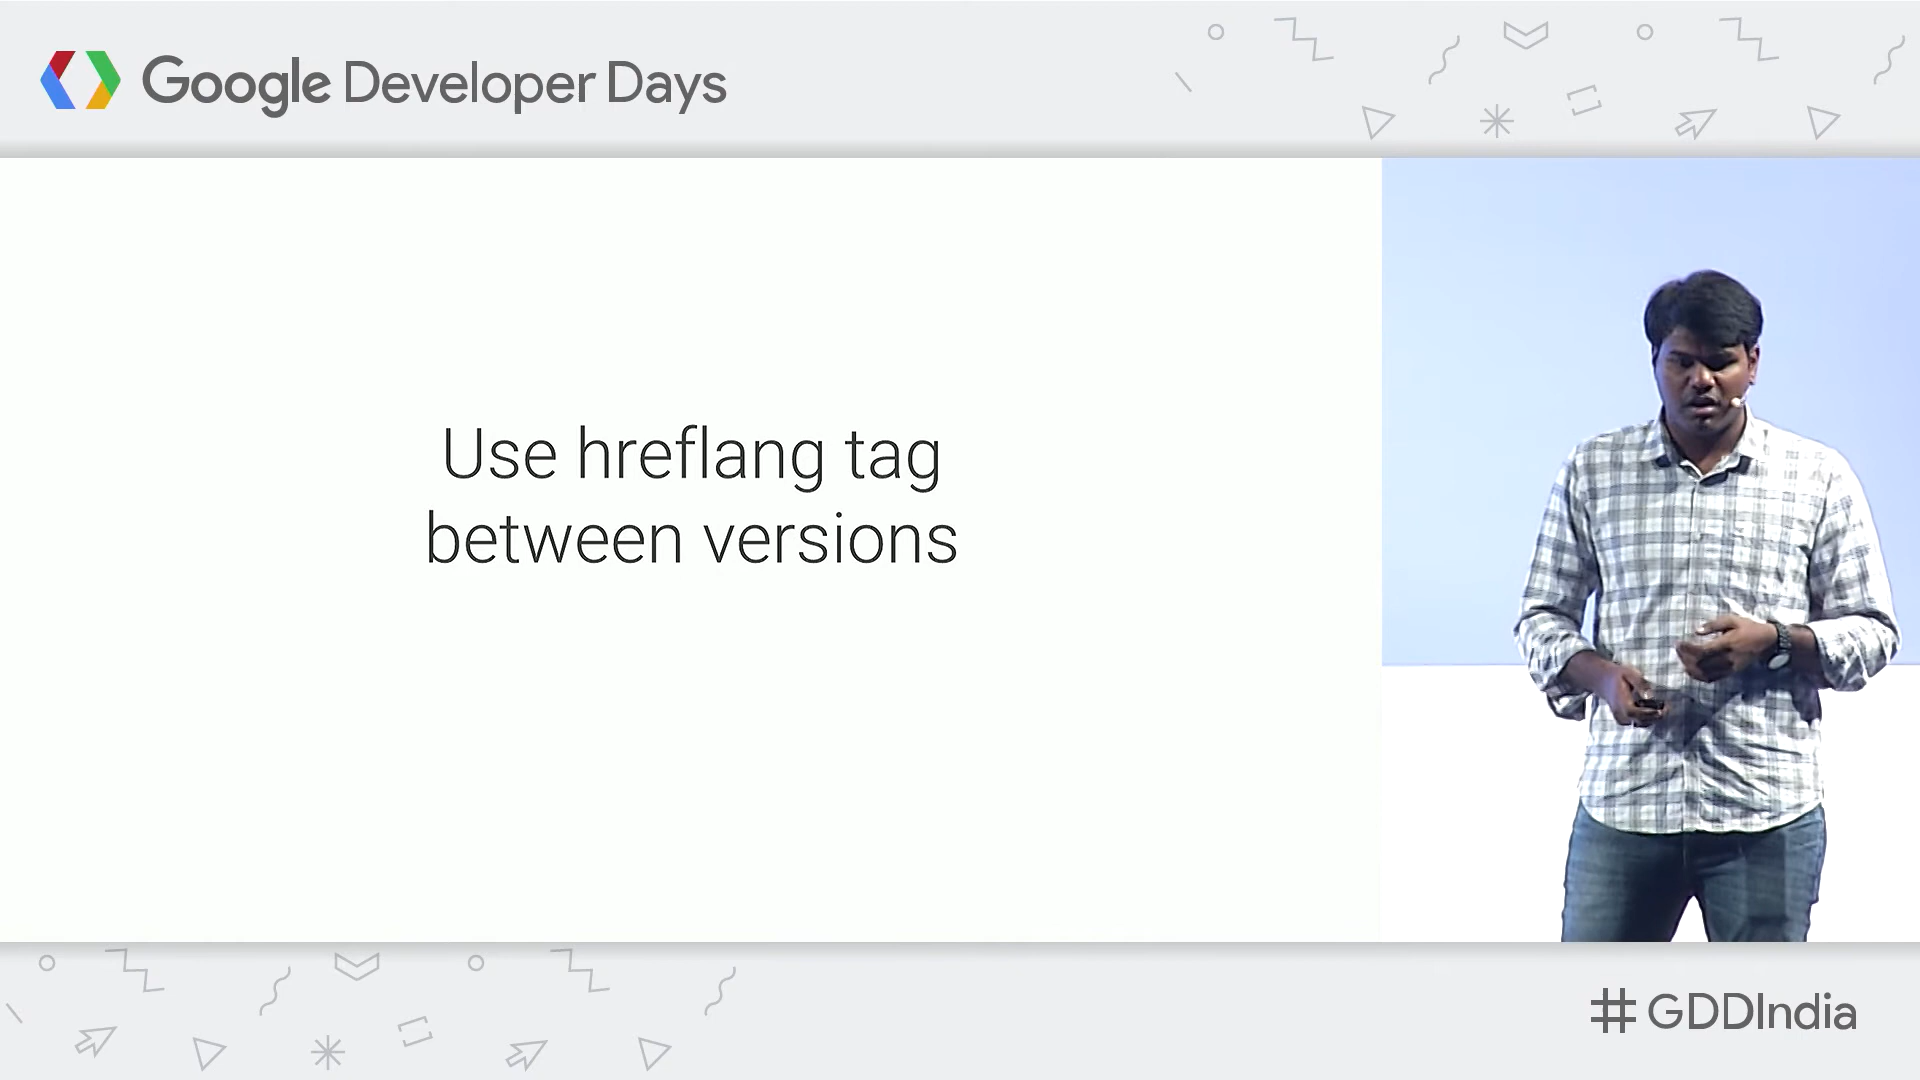 Google Developer Days
Use hreflang tag
between versions
#GDDIndia